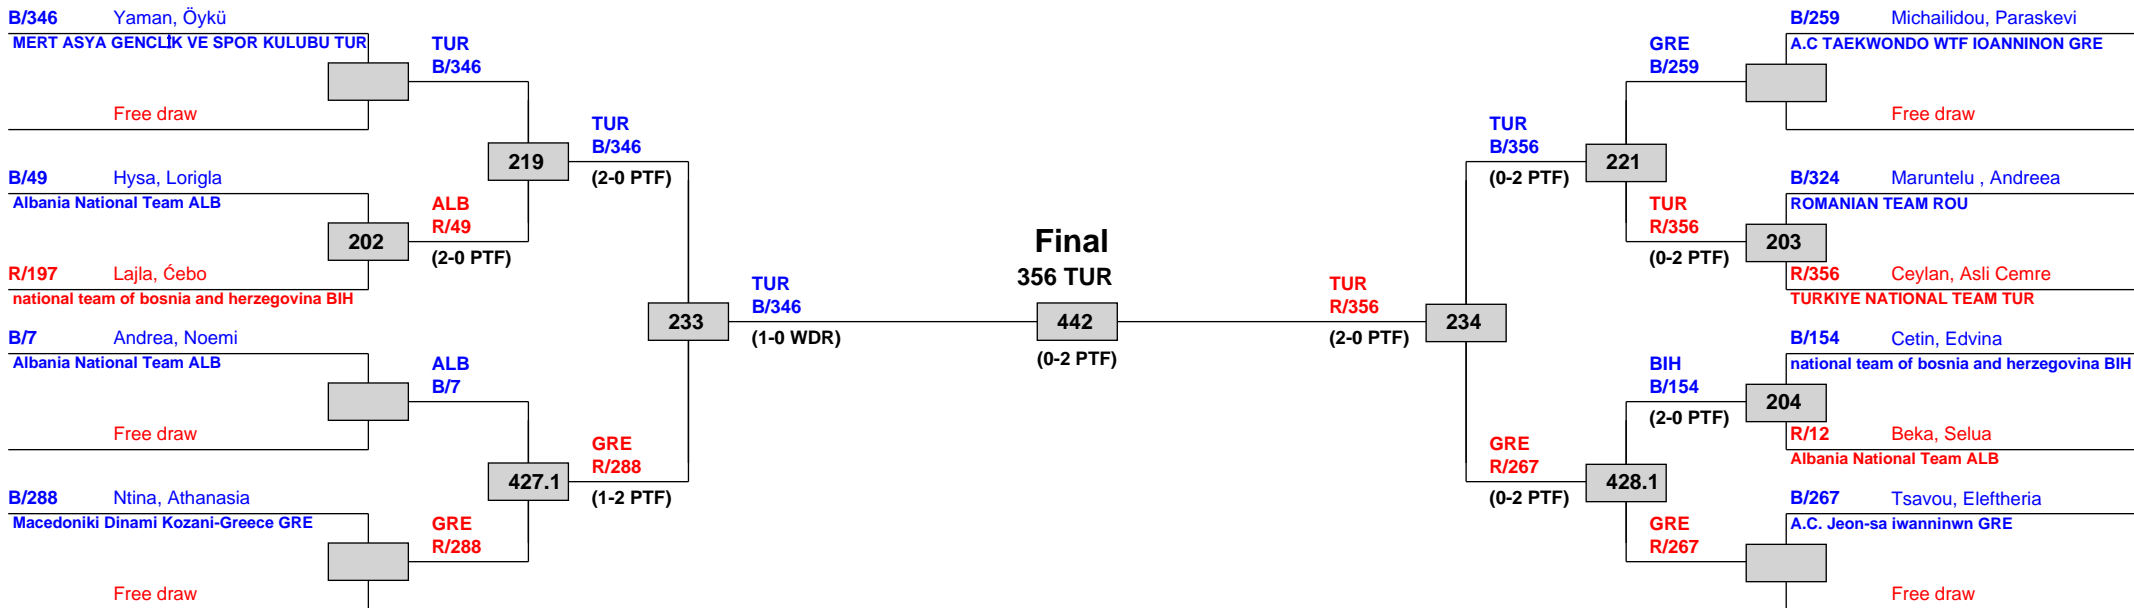 B/346 Yaman, Öykü
MERT ASYA GENCLİK VE SPOR KULUBU TUR
Free draw
B/49 Hysa, Lorigla
Albania National Team ALB
R/197 Lajla, Ćebo
national team of bosnia and herzegovina BIH
B/7 Andrea, Noemi
Albania National Team ALB
Free draw
B/288 Ntina, Athanasia
Macedoniki Dinami Kozani-Greece GRE
Free draw
202
TUR
B/346
ALB
R/49
(2-0 PTF)
ALB
B/7
GRE
R/288
219
427.1
TUR
B/346
(2-0 PTF)
GRE
R/288
(1-2 PTF)
233
TUR
B/346
(1-0 WDR)
Final
356 TUR
442
(0-2 PTF)
TUR
R/356
(2-0 PTF)
234
TUR
B/356
(0-2 PTF)
GRE
R/267
(0-2 PTF)
221
428.1
GRE
B/259
TUR
R/356
(0-2 PTF)
BIH
B/154
(2-0 PTF)
GRE
R/267
203
204
B/259 Michailidou, Paraskevi
A.C TAEKWONDO WTF IOANNINON GRE
Free draw
B/324 Maruntelu , Andreea
ROMANIAN TEAM ROU
R/356 Ceylan, Asli Cemre
TURKIYE NATIONAL TEAM TUR
B/154 Cetin, Edvina
national team of bosnia and herzegovina BIH
R/12 Beka, Selua
Albania National Team ALB
B/267 Tsavou, Eleftheria
A.C. Jeon-sa iwanninwn GRE
Free draw